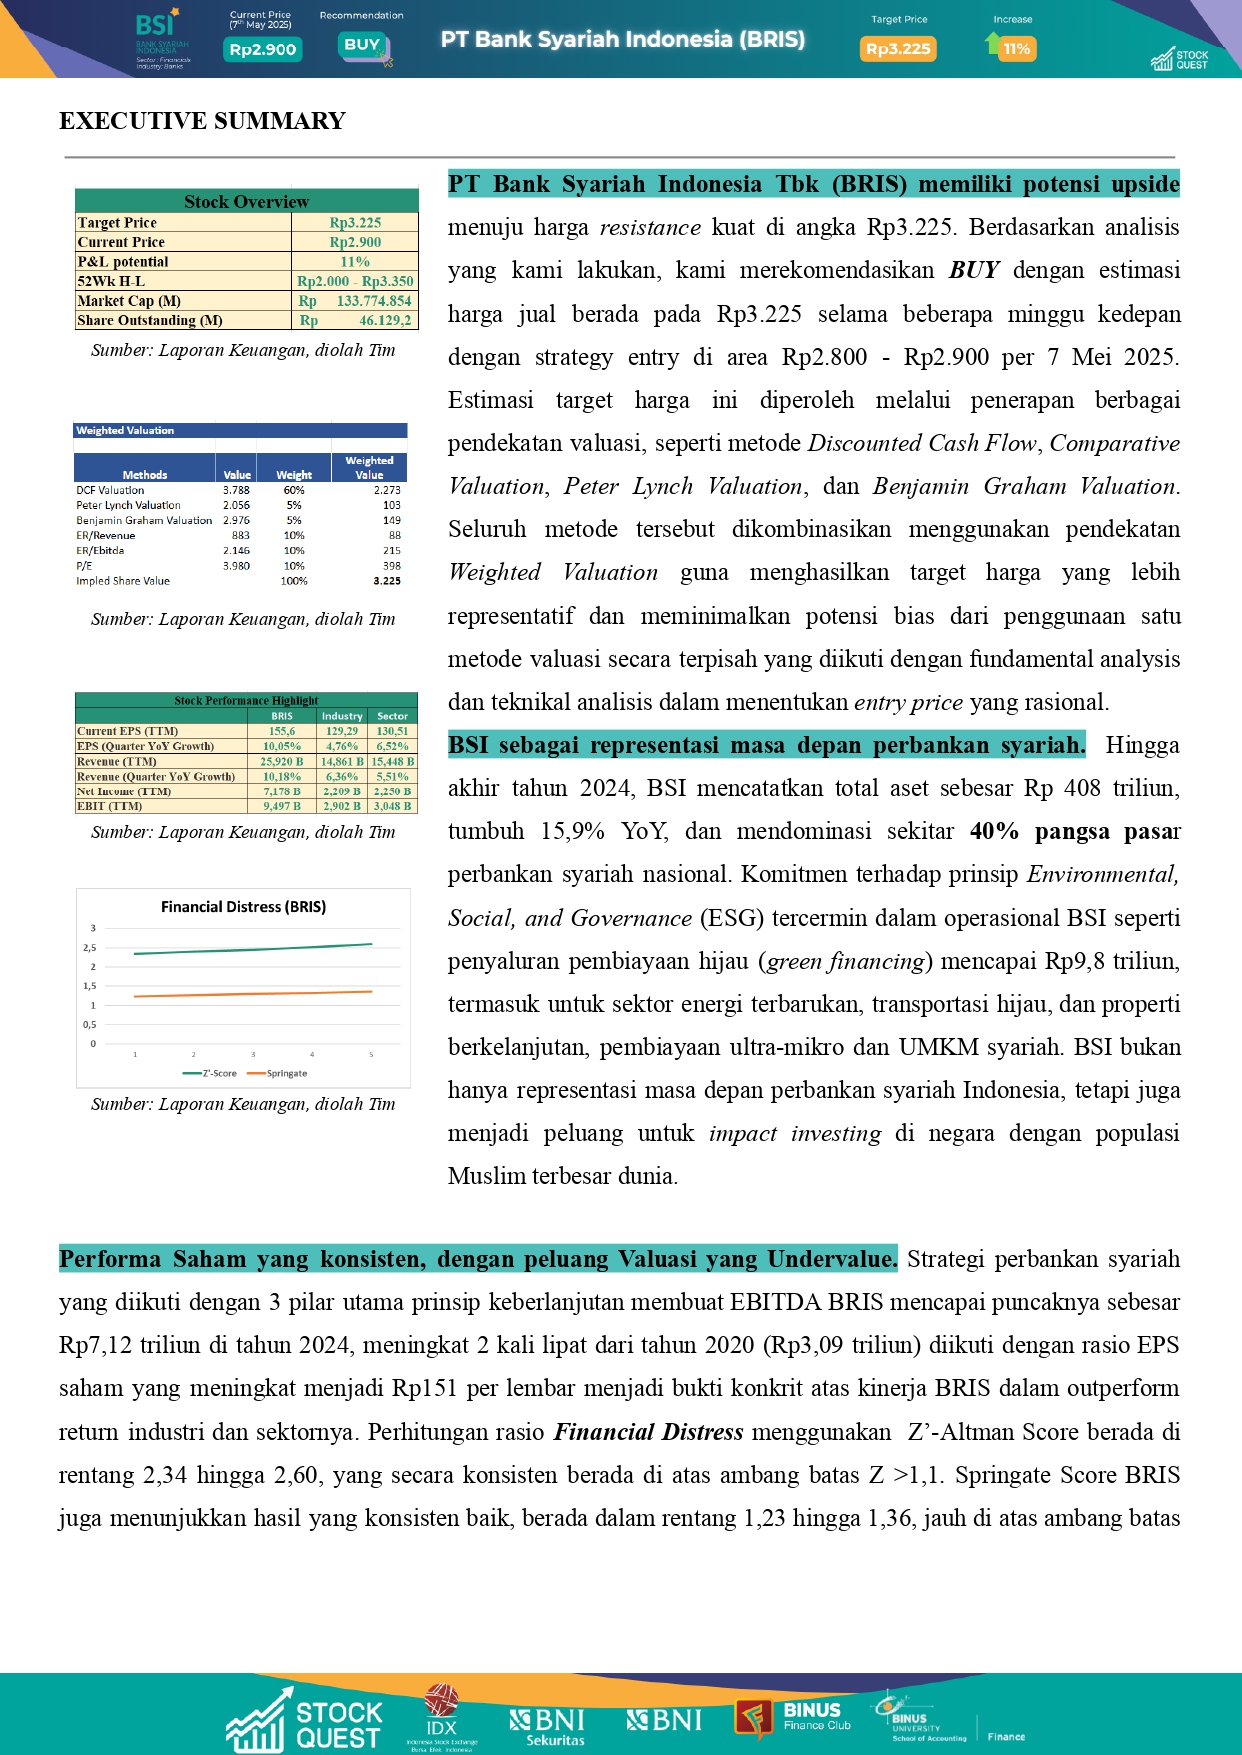 BSI
BANK SYARIAH
INDONESIA
Sector : Financials
Industry: Banks
Current Price
(7th May 2025)
Rp2.900
Recommendation
BUY
PT Bank Syariah Indonesia (BRIS)
Target Price
Rp3.225
Increase
11%
STOCK
QUEST
EXECUTIVE SUMMARY
Stock Overview
Target Price Rp3.225
Current Price Rp2.900
P&L potential 11%
52Wk H-L Rp2.000 - Rp3.350
Market Cap (M) Rp 133.774.854
Share Outstanding (M) Rp 46.129,2
Sumber: Laporan Keuangan, diolah Tim
Weighted Valuation
Methods Value Weight Weighted Value
DCF Valuation 3.788 60% 2.273
Peter Lynch Valuation 2.056 5% 103
Benjamin Graham Valuation 2.976 5% 149
ER/Revenue 883 10% 88
ER/Ebitda 2.146 10% 215
P/E 3.980 10% 398
Impled Share Value 100% 3.225
Sumber: Laporan Keuangan, diolah Tim
Stock Performance Highlight
BRIS Industry Sector
Current EPS (TTM) 155,6 129,29 130,51
EPS (Quarter YoY Growth) 10,05% 4,76% 6,52%
Revenue (TTM) 25,920 B 14,861 B 15,448 B
Revenue (Quarter YoY Growth) 10,18% 6,36% 5,51%
Net Income (TTM) 7,178 B 2,209 B 2,250 B
EBIT (TTM) 9,497 B 2,902 B 3,048 B
Sumber: Laporan Keuangan, diolah Tim
Financial Distress (BRIS)
3
2,5
2
1,5
1
0,5
0
1 2 3 4 5
Z'-Score Springate
Sumber: Laporan Keuangan, diolah Tim
PT Bank Syariah Indonesia Tbk (BRIS) memiliki potensi upside
menuju harga resistance kuat di angka Rp3.225. Berdasarkan analisis
yang kami lakukan, kami merekomendasikan BUY dengan estimasi
harga jual berada pada Rp3.225 selama beberapa minggu kedepan
dengan strategy entry di area Rp2.800 - Rp2.900 per 7 Mei 2025.
Estimasi target harga ini diperoleh melalui penerapan berbagai
pendekatan valuasi, seperti metode Discounted Cash Flow, Comparative
Valuation, Peter Lynch Valuation, dan Benjamin Graham Valuation.
Seluruh metode tersebut dikombinasikan menggunakan pendekatan
Weighted Valuation guna menghasilkan target harga yang lebih
representatif dan meminimalkan potensi bias dari penggunaan satu
metode valuasi secara terpisah yang diikuti dengan fundamental analysis
dan teknikal analisis dalam menentukan entry price yang rasional.
BSI sebagai representasi masa depan perbankan syariah. Hingga
akhir tahun 2024, BSI mencatatkan total aset sebesar Rp 408 triliun,
tumbuh 15,9% YoY, dan mendominasi sekitar 40% pangsa pasar
perbankan syariah nasional. Komitmen terhadap prinsip Environmental,
Social, and Governance (ESG) tercermin dalam operasional BSI seperti
penyaluran pembiayaan hijau (green financing) mencapai Rp9,8 triliun,
termasuk untuk sektor energi terbarukan, transportasi hijau, dan properti
berkelanjutan, pembiayaan ultra-mikro dan UMKM syariah. BSI bukan
hanya representasi masa depan perbankan syariah Indonesia, tetapi juga
menjadi peluang untuk impact investing di negara dengan populasi
Muslim terbesar dunia.
Performa Saham yang konsisten, dengan peluang Valuasi yang Undervalue. Strategi perbankan syariah
yang diikuti dengan 3 pilar utama prinsip keberlanjutan membuat EBITDA BRIS mencapai puncaknya sebesar
Rp7,12 triliun di tahun 2024, meningkat 2 kali lipat dari tahun 2020 (Rp3,09 triliun) diikuti dengan rasio EPS
saham yang meningkat menjadi Rp151 per lembar menjadi bukti konkrit atas kinerja BRIS dalam outperform
return industri dan sektornya. Perhitungan rasio Financial Distress menggunakan Z’-Altman Score berada di
rentang 2,34 hingga 2,60, yang secara konsisten berada di atas ambang batas Z >1,1. Springate Score BRIS
juga menunjukkan hasil yang konsisten baik, berada dalam rentang 1,23 hingga 1,36, jauh di atas ambang batas
STOCK
QUEST
IDX
Indonesia Stock Exchange
Bursa Efek Indonesia
BNI
Sekuritas
BNI
BINUS
Finance Club
BINUS
UNIVERSITY
School of Accounting
Finance